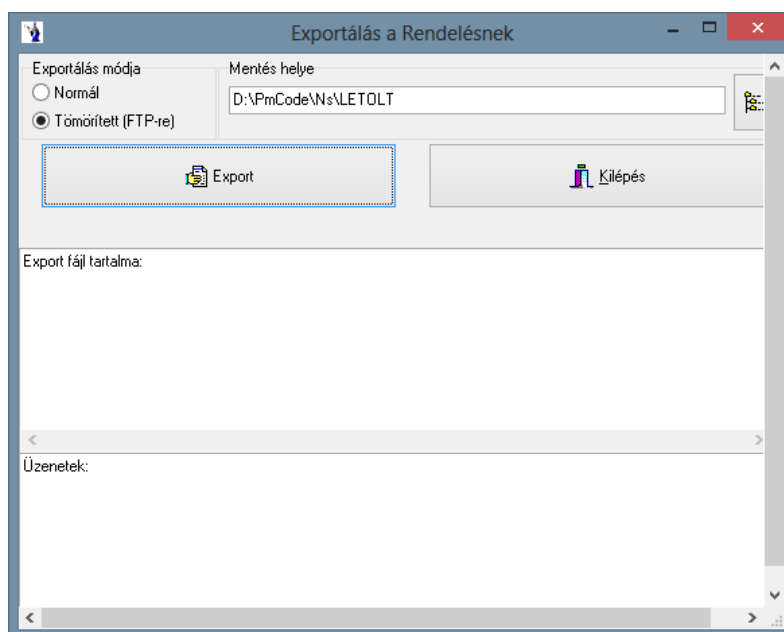 Exportálás a Rendelésnek
Exportálás módja
Normál
Tömörített (FTP-re)
Mentés helye
D:\PmCode\Ns\LETOLT
Export
Kilépés
Export fájl tartalma:
Üzenetek: